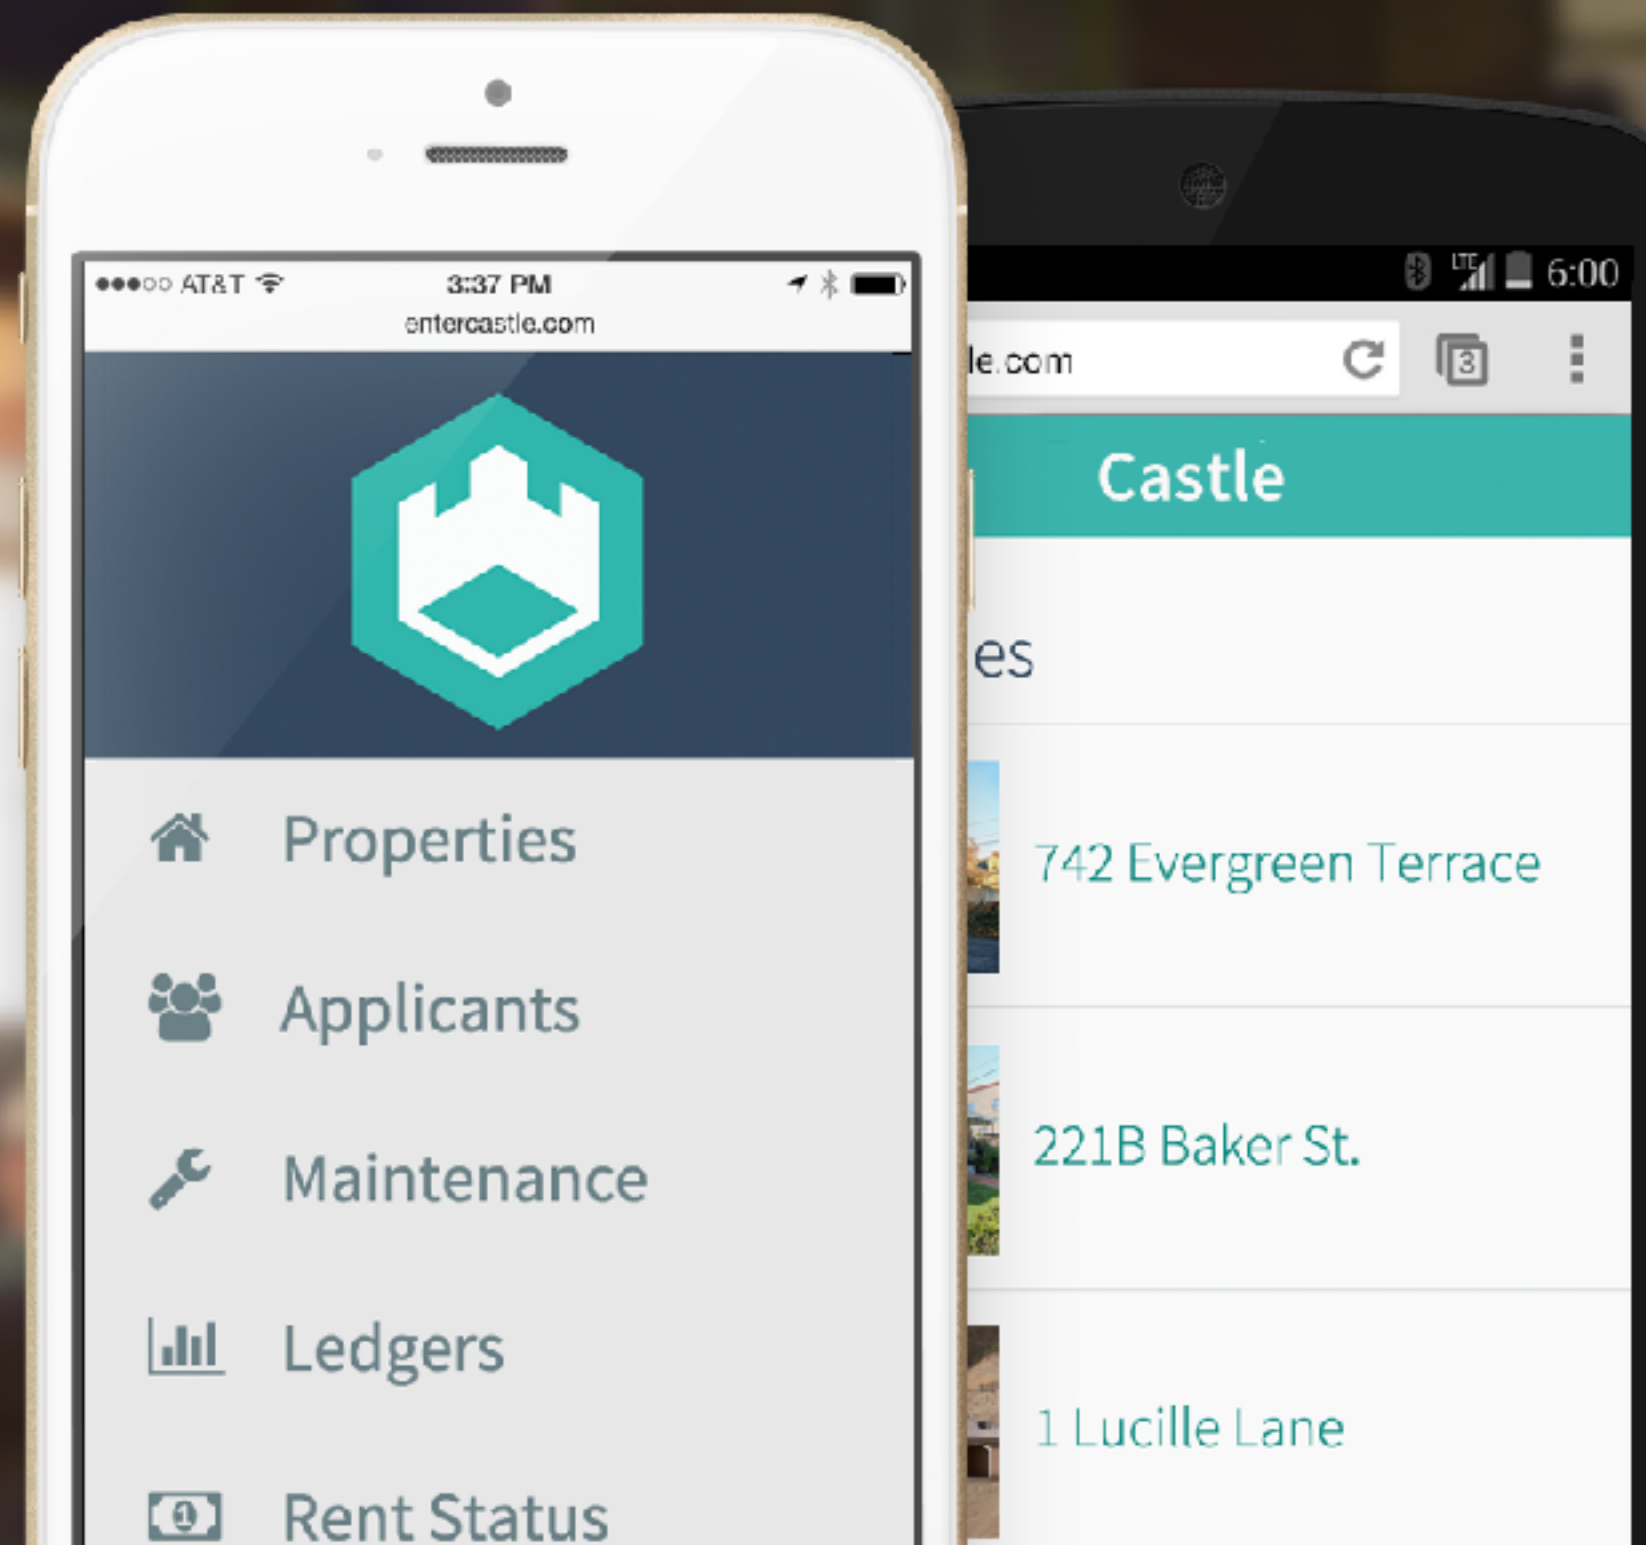 AT&T 3:37 PM
entercastle.com
Properties
Applicants
Maintenance
Ledgers
Rent Status
6:00
le.com
3
Castle
es
742 Evergreen Terrace
221B Baker St.
1 Lucille Lane